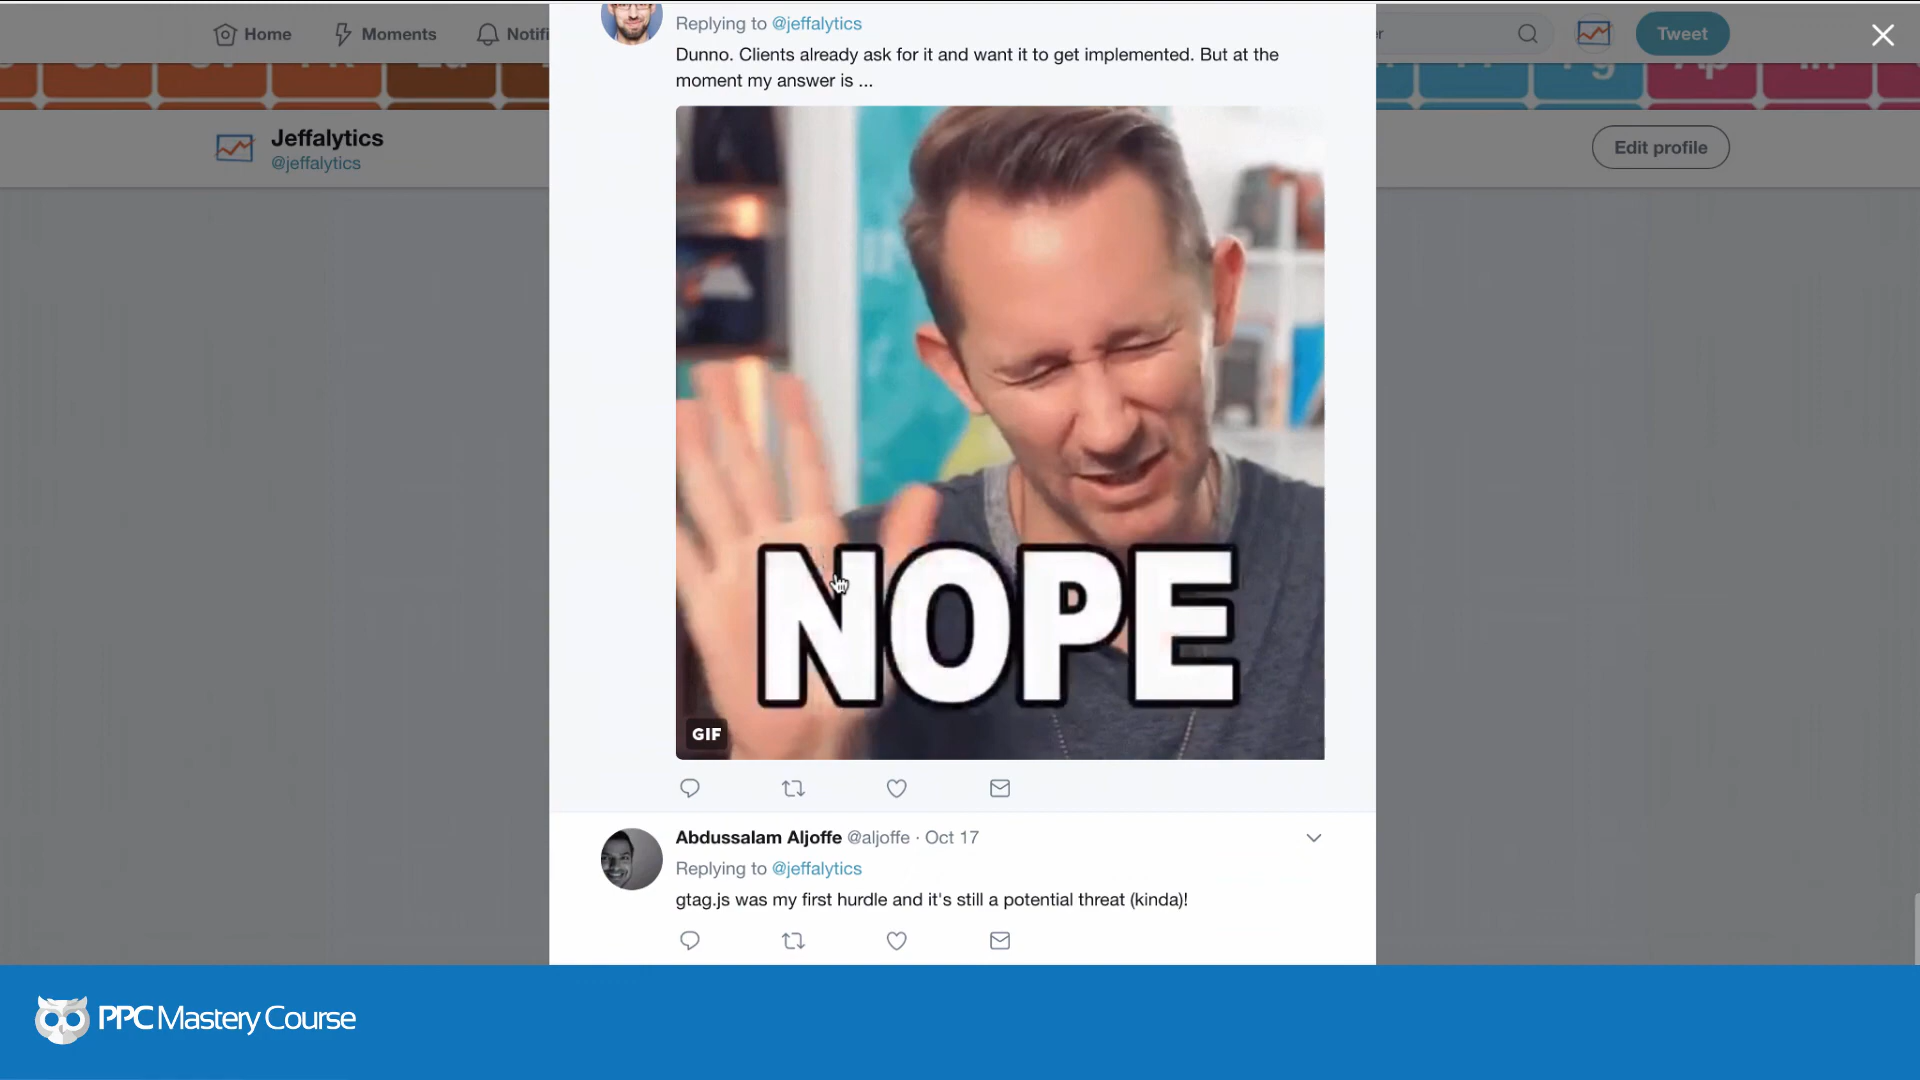 Home
Moments
Notifi
er
Tweet
Jeffalytics
@jeffalytics
Edit profile
Replying to @jeffalytics
Dunno. Clients already ask for it and want it to get implemented. But at the
moment my answer is ...
NOPE
GIF
Abdussalam Aljoffe @aljoffe · Oct 17
Replying to @jeffalytics
gtag.js was my first hurdle and it's still a potential threat (kinda)!
PPC Mastery Course